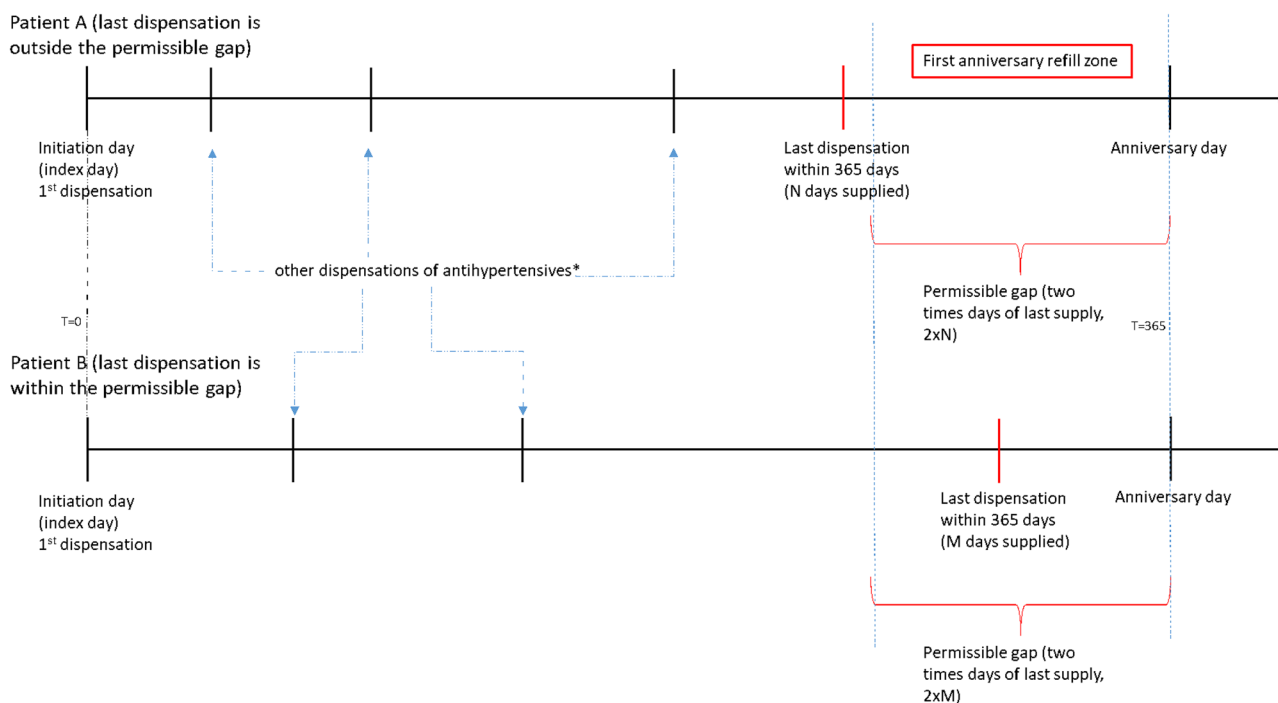 Patient A (last dispensation is
outside the permissible gap)
First anniversary refill zone
Initiation day
(index day)
1st dispensation
Last dispensation
within 365 days
(N days supplied)
Anniversary day
other dispensations of antihypertensives*
Permissible gap (two
times days of last supply,
2xN)
T=0
T=365
Patient B (last dispensation is
within the permissible gap)
Initiation day
(index day)
1st dispensation
Last dispensation
within 365 days
(M days supplied)
Anniversary day
Permissible gap (two
times days of last supply,
2xM)